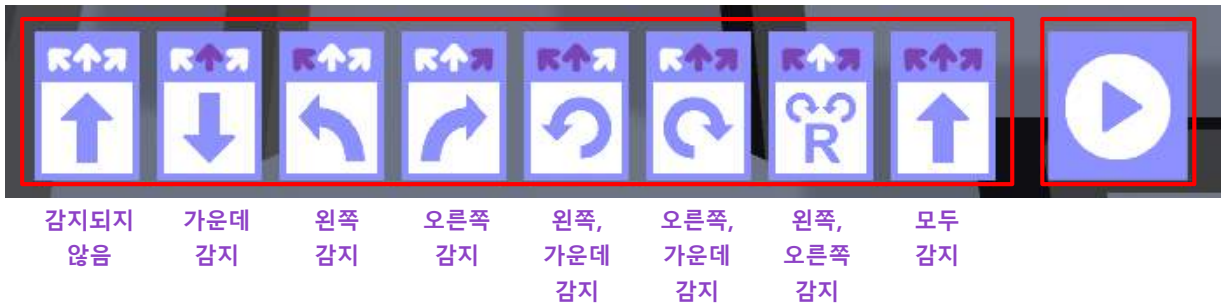 R
감지되지 않음
가운데 감지
왼쪽 감지
오른쪽 감지
왼쪽, 가운데 감지
오른쪽, 가운데 감지
왼쪽, 오른쪽 감지
모두 감지